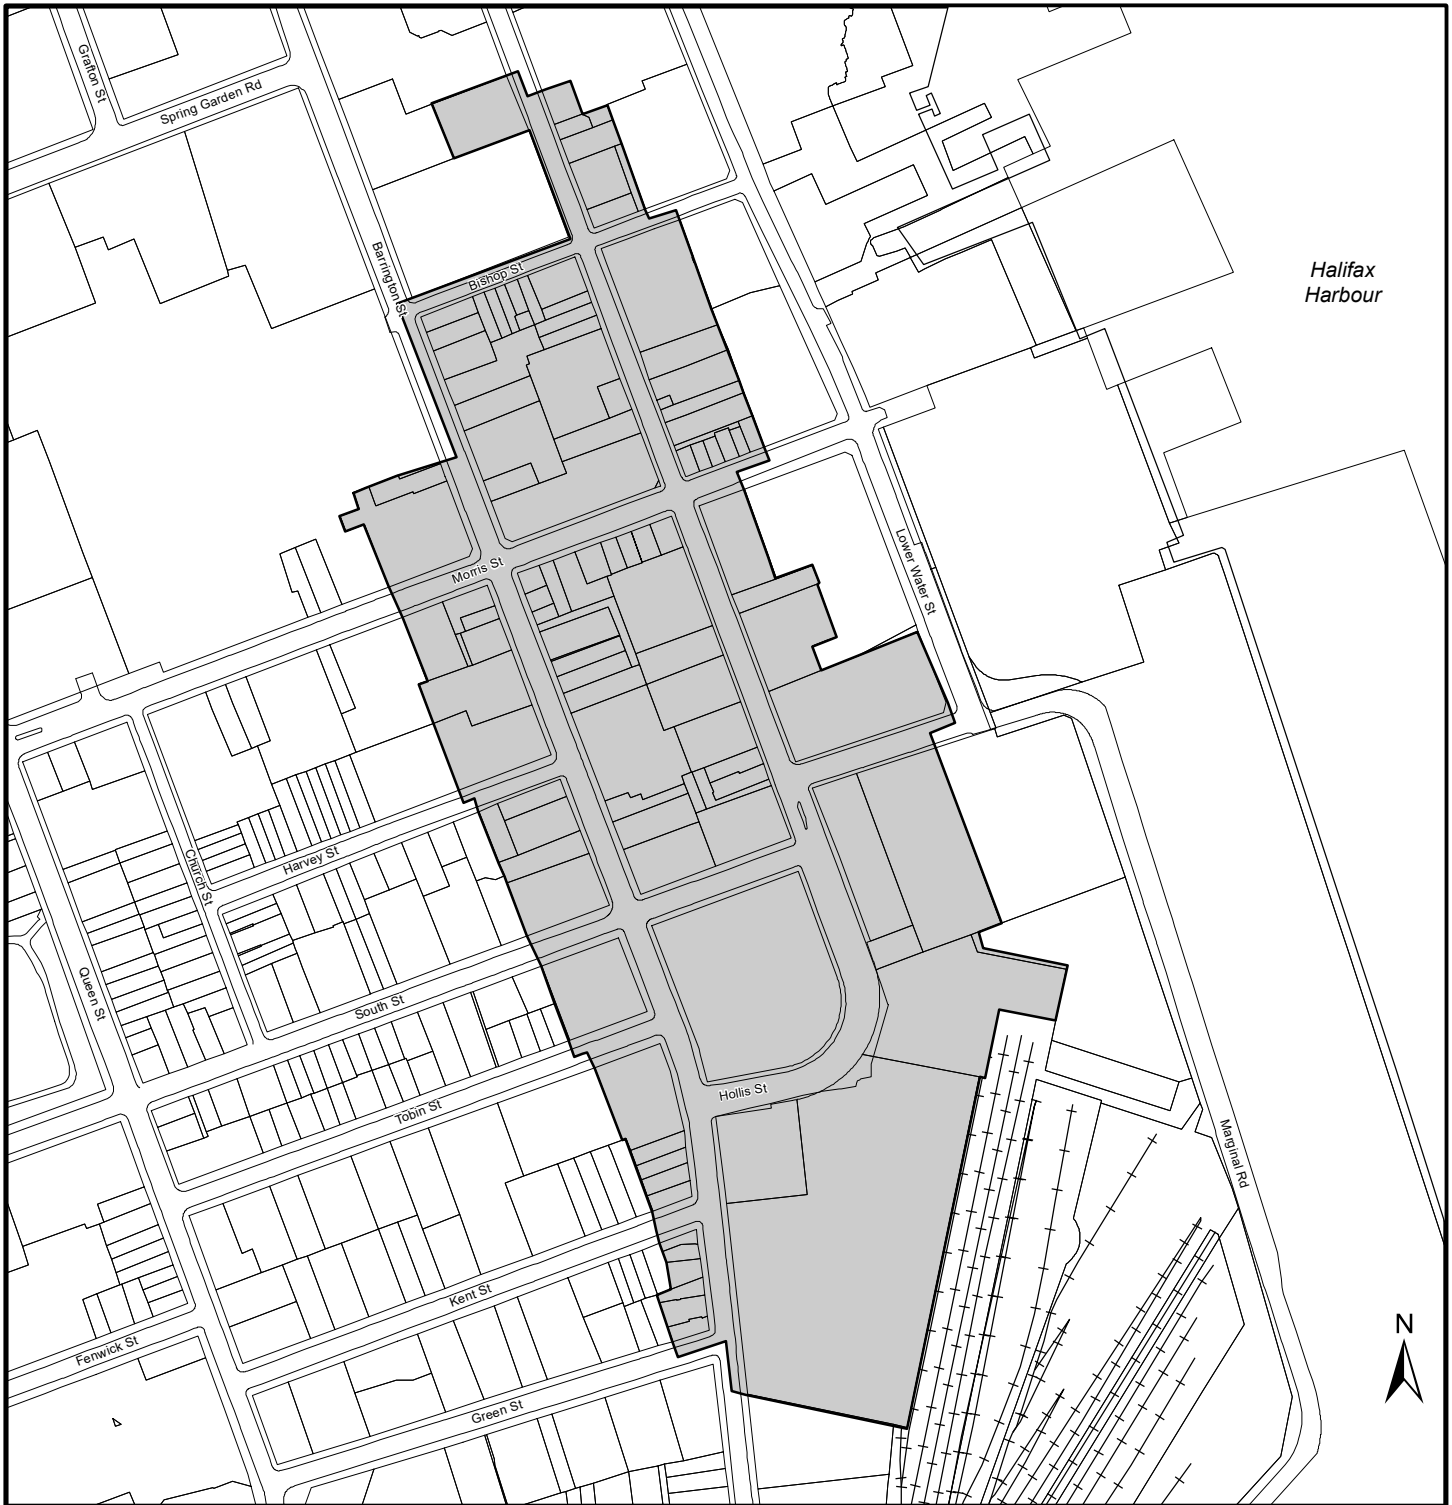 Grafton St
Spring Garden Rd
Barrington St
Bishop St
Halifax
Harbour
Morris St
Lower Water St
Harvey St
Church St
Queen St
South St
Hollis St
Tobin St
Marginal Rd
Kent St
Fenwick St
Green St
N